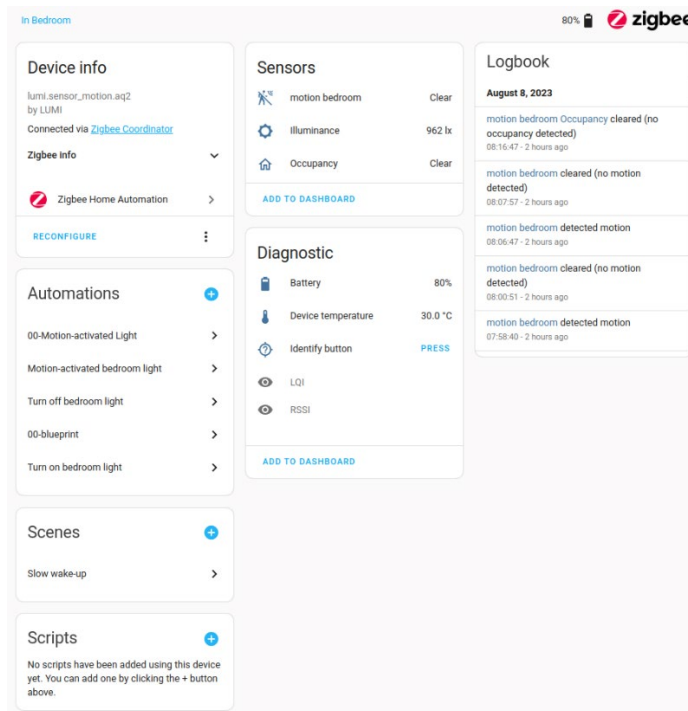 In Bedroom
80%
zigbee
Device info
lumi.sensor_motion.aq2
by LUMI
Connected via Zigbee Coordinator
Zigbee info
Zigbee Home Automation
RECONFIGURE
Automations
00-Motion-activated Light
Motion-activated bedroom light
Turn off bedroom light
00-blueprint
Turn on bedroom light
Scenes
Slow wake-up
Scripts
No scripts have been added using this device
yet. You can add one by clicking the + button
above.
Sensors
motion bedroom Clear
Illuminance 962 lx
Occupancy Clear
ADD TO DASHBOARD
Diagnostic
Battery 80%
Device temperature 30.0 °C
Identify button PRESS
LQI
RSSI
ADD TO DASHBOARD
Logbook
August 8, 2023
motion bedroom Occupancy cleared (no
occupancy detected)
08:16:47 - 2 hours ago
motion bedroom cleared (no motion
detected)
08:07:57 - 2 hours ago
motion bedroom detected motion
08:06:47 - 2 hours ago
motion bedroom cleared (no motion
detected)
08:00:51 - 2 hours ago
motion bedroom detected motion
07:58:40 - 2 hours ago